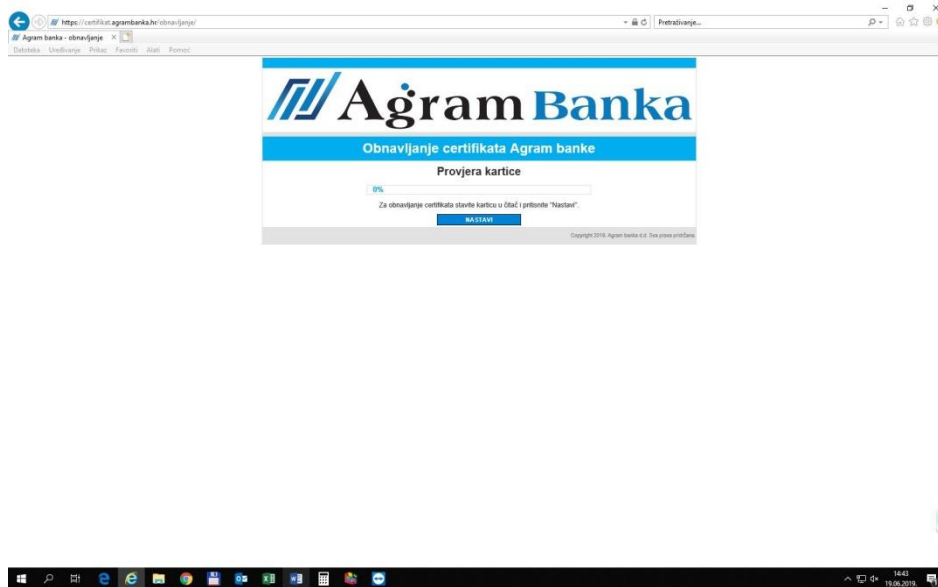 https://certifikat.agrambanka.hr/obnavljanje/
Pretraživanje...
Agram banka - obnavljanje
Datoteka Uređivanje Prikaz Favoriti Alati Pomoć
Agram Banka
Obnavljanje certifikata Agram banke
Provjera kartice
0%
Za obnavljanje certifikata stavite karticu u čitač i pritisnite "Nastavi".
NASTAVI
Copyright 2019. Agram banka d.d. Sva prava pridržana.
14:43
19.06.2019.